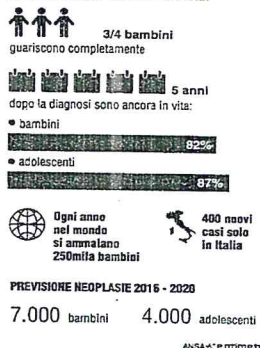 3/4 bambini
guariscono completamente
5 anni
dopo la diagnosi sono ancora in vita:
• bambini
82%
• adolescenti
87%
Ogni anno
nel mondo
si ammalano
250mila bambini
400 nuovi
casi solo
in Italia
PREVISIONE NEOPLASIE 2016 - 2020
7.000 bambini 4.000 adolescenti